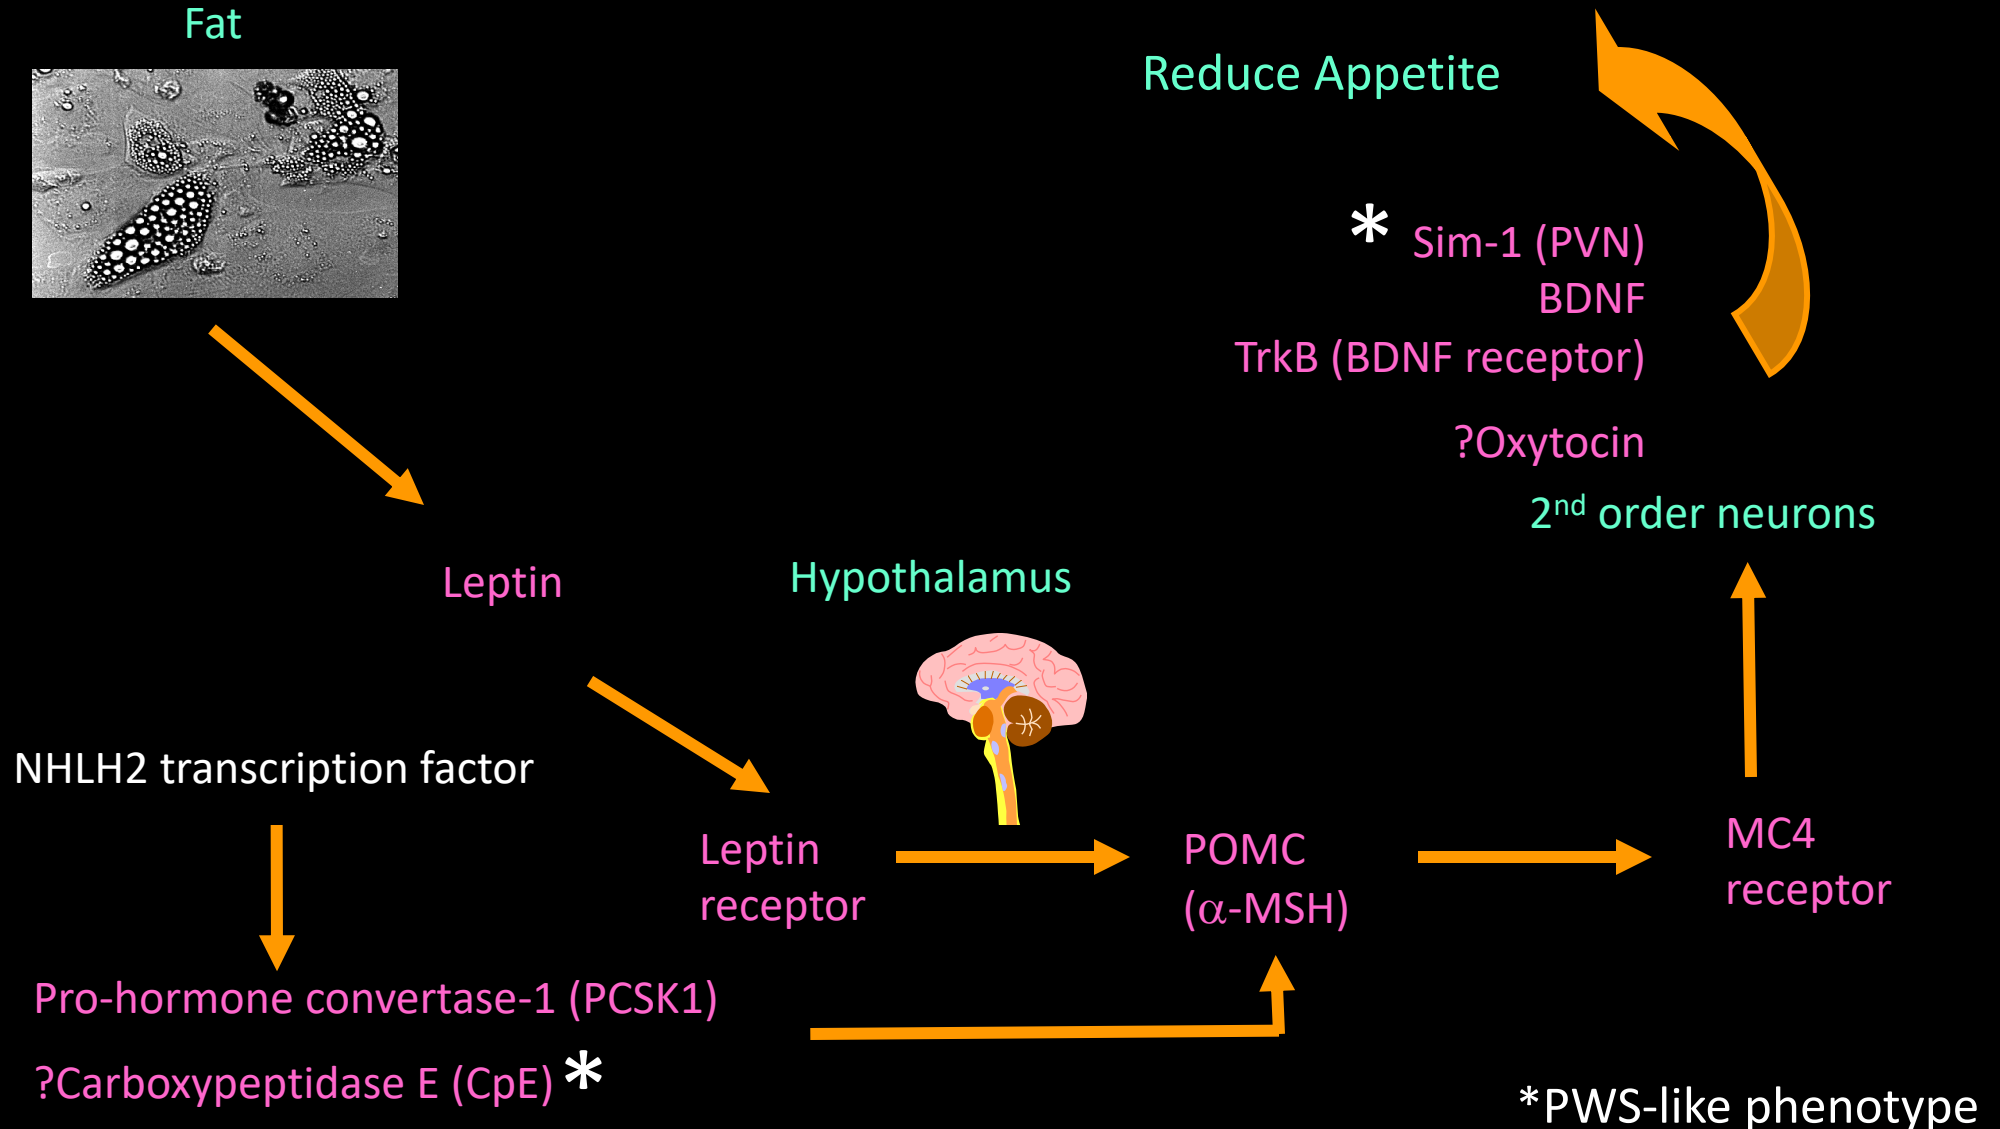 Fat
Reduce Appetite
* Sim-1 (PVN)
BDNF
TrkB (BDNF receptor)
?Oxytocin
2nd order neurons
Leptin
Hypothalamus
NHLH2 transcription factor
Leptin
receptor
POMC
(α-MSH)
MC4
receptor
Pro-hormone convertase-1 (PCSK1)
?Carboxypeptidase E (CpE) *
*PWS-like phenotype